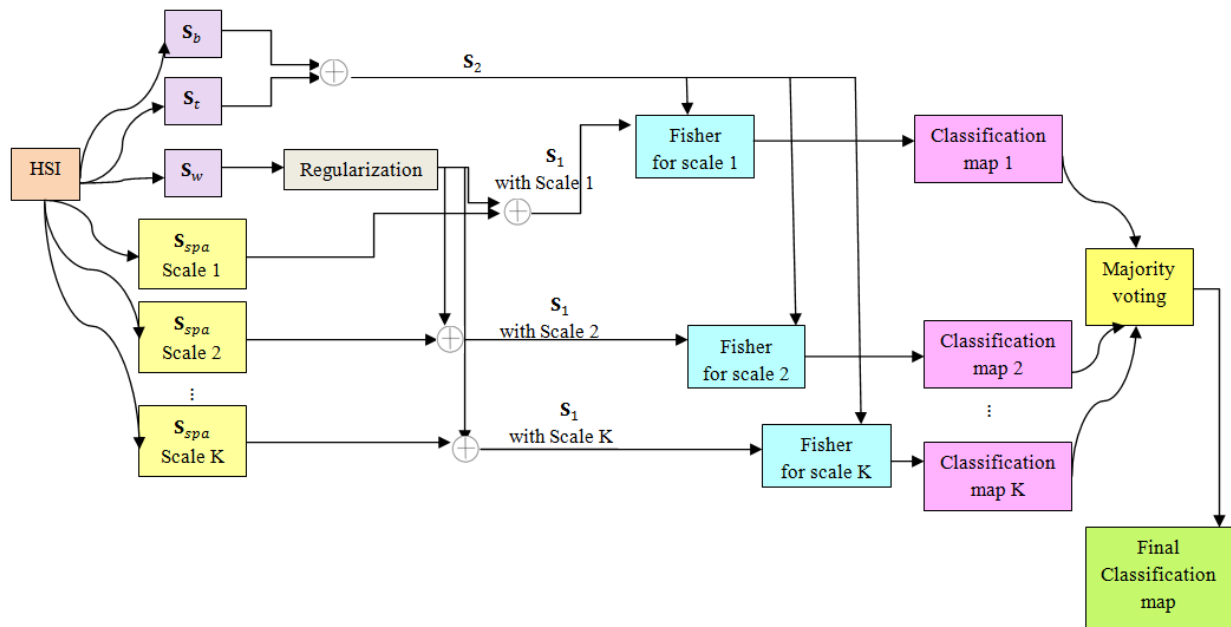 S_b
S_t
S_w
HSI
Regularization
S_spa
Scale 1
S_spa
Scale 2
⋮
S_spa
Scale K
S_2
S_1
with Scale 1
S_1
with Scale 2
S_1
with Scale K
Fisher
for scale 1
Fisher
for scale 2
Fisher
for scale K
Classification
map 1
Classification
map 2
⋮
Classification
map K
Majority
voting
Final
Classification
map